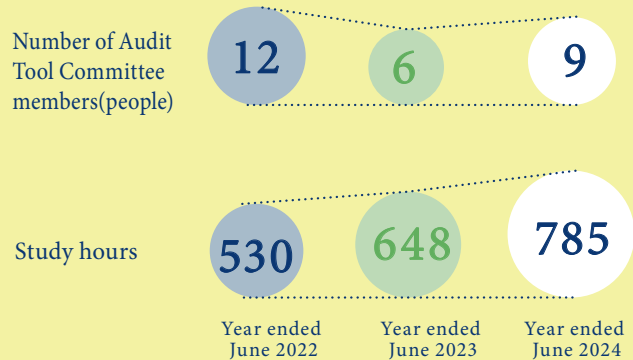 Number of Audit
Tool Committee
members(people)
12
6
9
Study hours
530
648
785
Year ended
June 2022
Year ended
June 2023
Year ended
June 2024